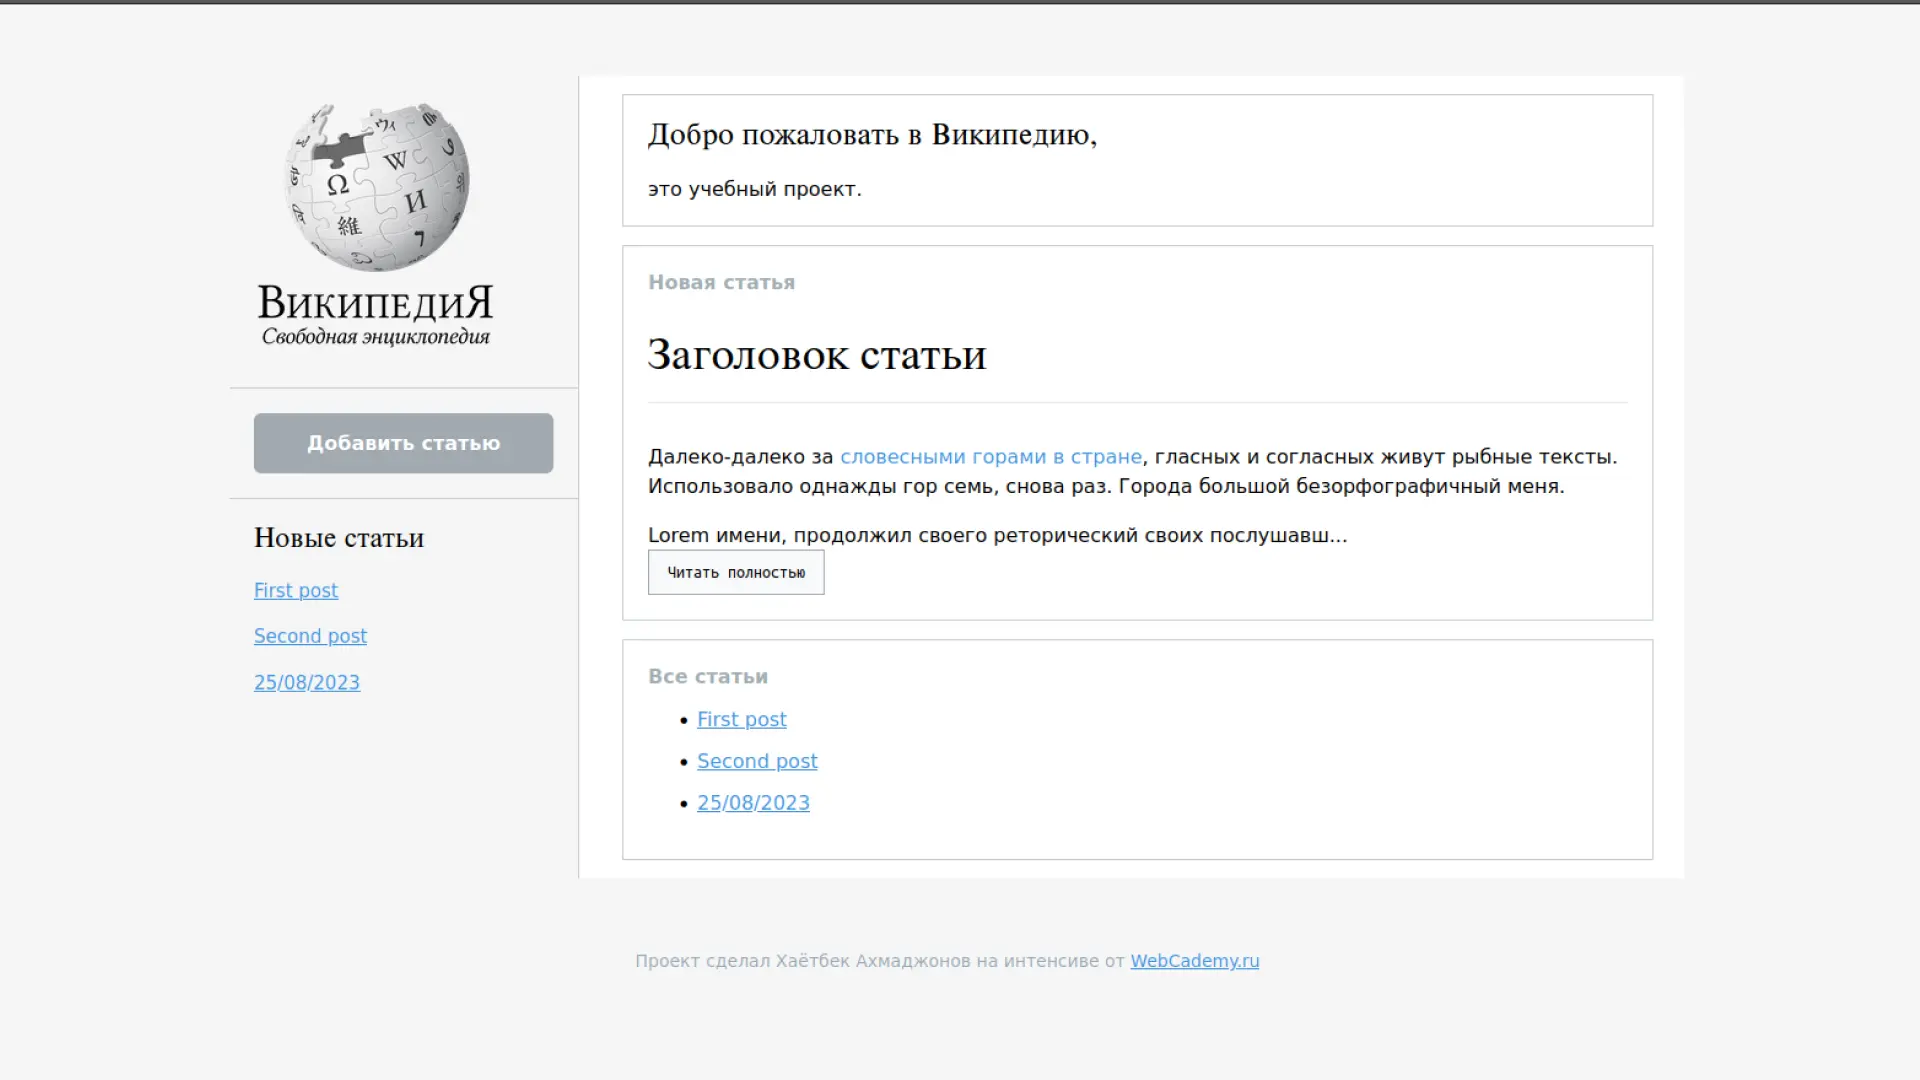 Ω
W
И
維
ВикипедиЯ
Свободная энциклопедия
Добавить статью
Новые статьи
First post
Second post
25/08/2023
Добро пожаловать в Википедию,
это учебный проект.
Новая статья
Заголовок статьи
Далеко-далеко за словесными горами в стране, гласных и согласных живут рыбные тексты.
Использовало однажды гор семь, снова раз. Города большой безорфографичный меня.
Lorem имени, продолжил своего реторический своих послушавш...
Читать полностью
Все статьи
First post
Second post
25/08/2023
Проект сделал Хаётбек Ахмаджонов на интенсиве от WebCademy.ru